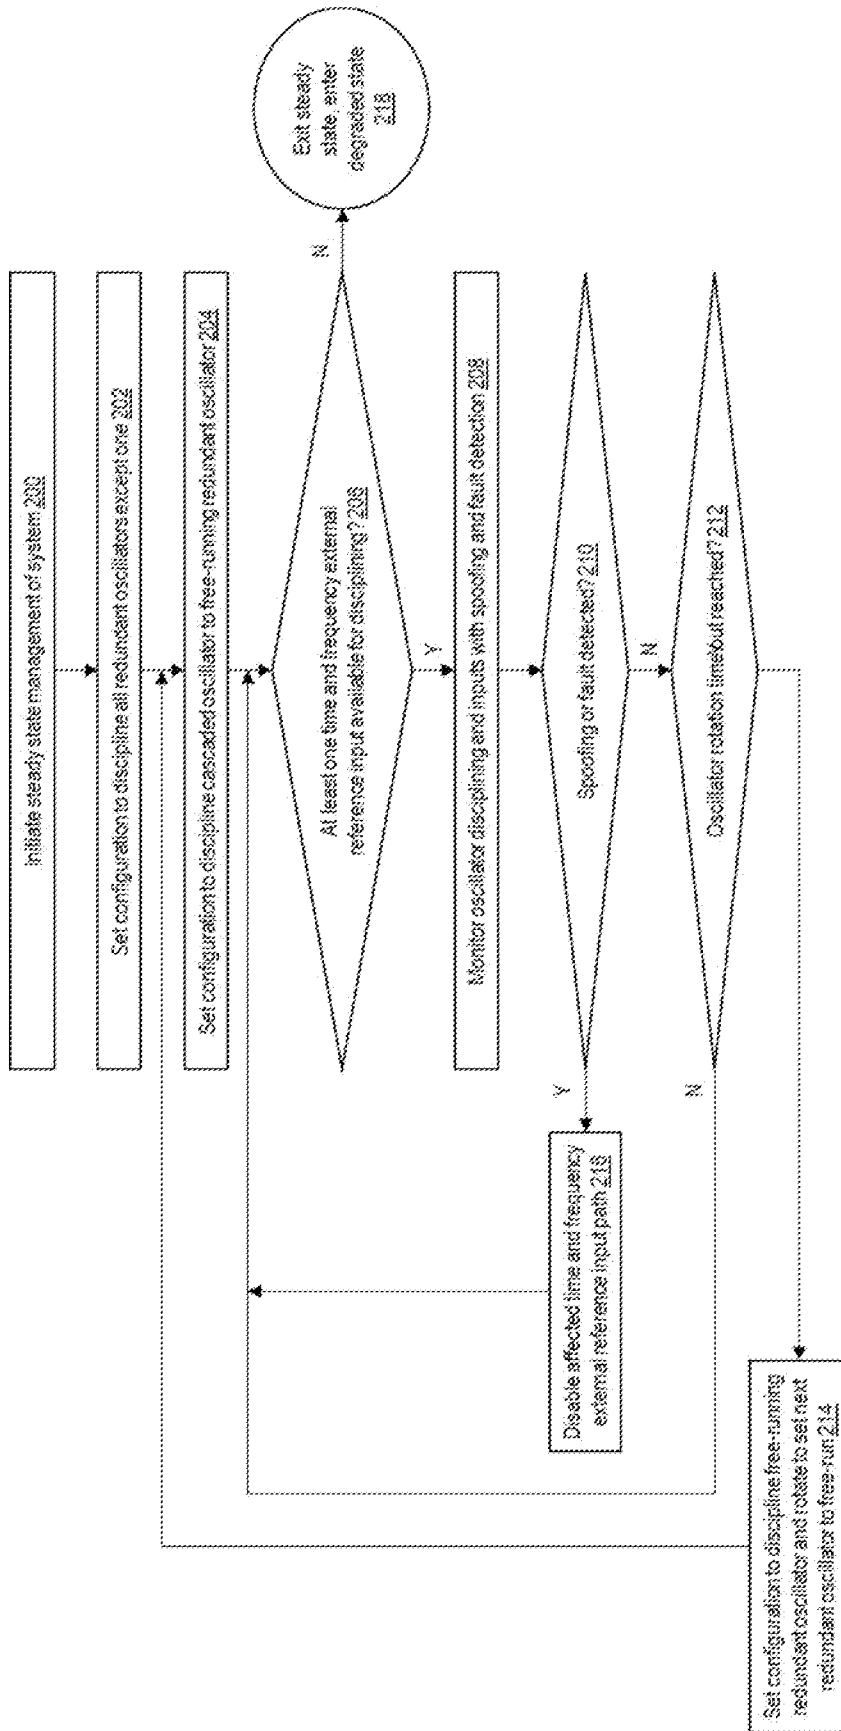 Initiate steady state management of system 200
Set configuration to discipline all redundant oscillators except one 202
Set configuration to discipline cascaded oscillator to free-running redundant oscillator 204
At least one time and frequency external
reference input available for disciplining? 206
N
Exit steady
state, enter
degraded state
218
Y
Monitor oscillator disciplining and inputs with spoofing and fault detection 208
Spoofing or fault detected? 210
Y
Disable affected time and frequency
external reference input path 216
N
Oscillator rotation timeout reached? 212
N
Set configuration to discipline free-running
redundant oscillator and rotate to set next
redundant oscillator to free-run 214